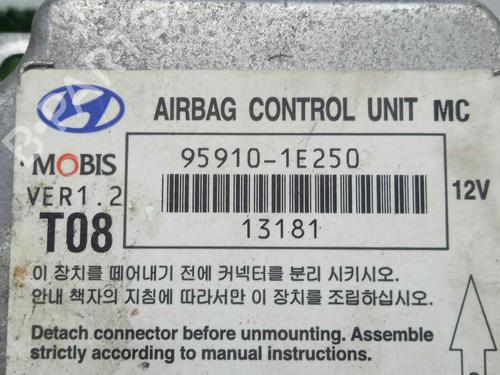 AIRBAG CONTROL UNIT MC
MOBIS
VER1.2
T08
95910-1E250
13181
12V
이 장치를 떼어내기 전에 커넥터를 분리 시키시오.
안내 책자의 지침에 따라서만 이 장치를 조립하십시오.
Detach connector before unmounting. Assemble
strictly according to manual instructions.
B-PARTS